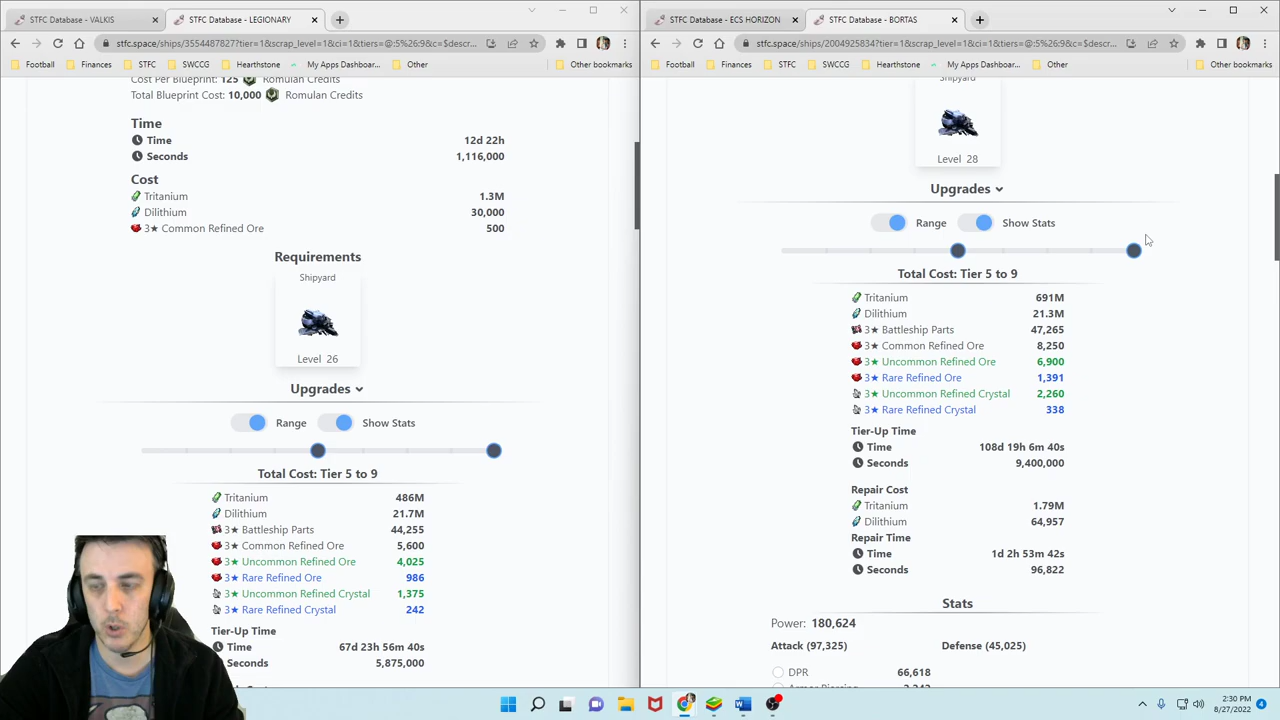 STFC Database - VALKIS
STFC Database - LEGIONARY
stfc.space/ships/3554487827?tier=1&scrap_level=1&ci=1&tiers=@:5%26:9&c=$descr...
Football
Finances
STFC
SWCCG
Hearthstone
My Apps Dashboar...
Other
Other bookmarks
Cost Per Blueprint: 125 Romulan Credits
Total Blueprint Cost: 10,000 Romulan Credits
Time
Time 12d 22h
Seconds 1,116,000
Cost
Tritanium 1.3M
Dilithium 30,000
3★ Common Refined Ore 500
Requirements
Shipyard
Level 26
Upgrades
Range Show Stats
Total Cost: Tier 5 to 9
Tritanium 486M
Dilithium 21.7M
3★ Battleship Parts 44,255
3★ Common Refined Ore 5,600
3★ Uncommon Refined Ore 4,025
3★ Rare Refined Ore 986
3★ Uncommon Refined Crystal 1,375
3★ Rare Refined Crystal 242
Tier-Up Time
Time 67d 23h 56m 40s
Seconds 5,875,000
STFC Database - ECS HORIZON
STFC Database - BORTAS
stfc.space/ships/2004925834?tier=1&scrap_level=1&ci=1&tiers=@:5%26:9&c=$descr...
Football
Finances
STFC
SWCCG
Hearthstone
My Apps Dashboar...
Other
Other bookmarks
Shipyard
Level 28
Upgrades
Range Show Stats
Total Cost: Tier 5 to 9
Tritanium 691M
Dilithium 21.3M
3★ Battleship Parts 47,265
3★ Common Refined Ore 8,250
3★ Uncommon Refined Ore 6,900
3★ Rare Refined Ore 1,391
3★ Uncommon Refined Crystal 2,260
3★ Rare Refined Crystal 338
Tier-Up Time
Time 108d 19h 6m 40s
Seconds 9,400,000
Repair Cost
Tritanium 1.79M
Dilithium 64,957
Repair Time
Time 1d 2h 53m 42s
Seconds 96,822
Stats
Power: 180,624
Attack (97,325) Defense (45,025)
DPR 66,618
2:30 PM
8/27/2022